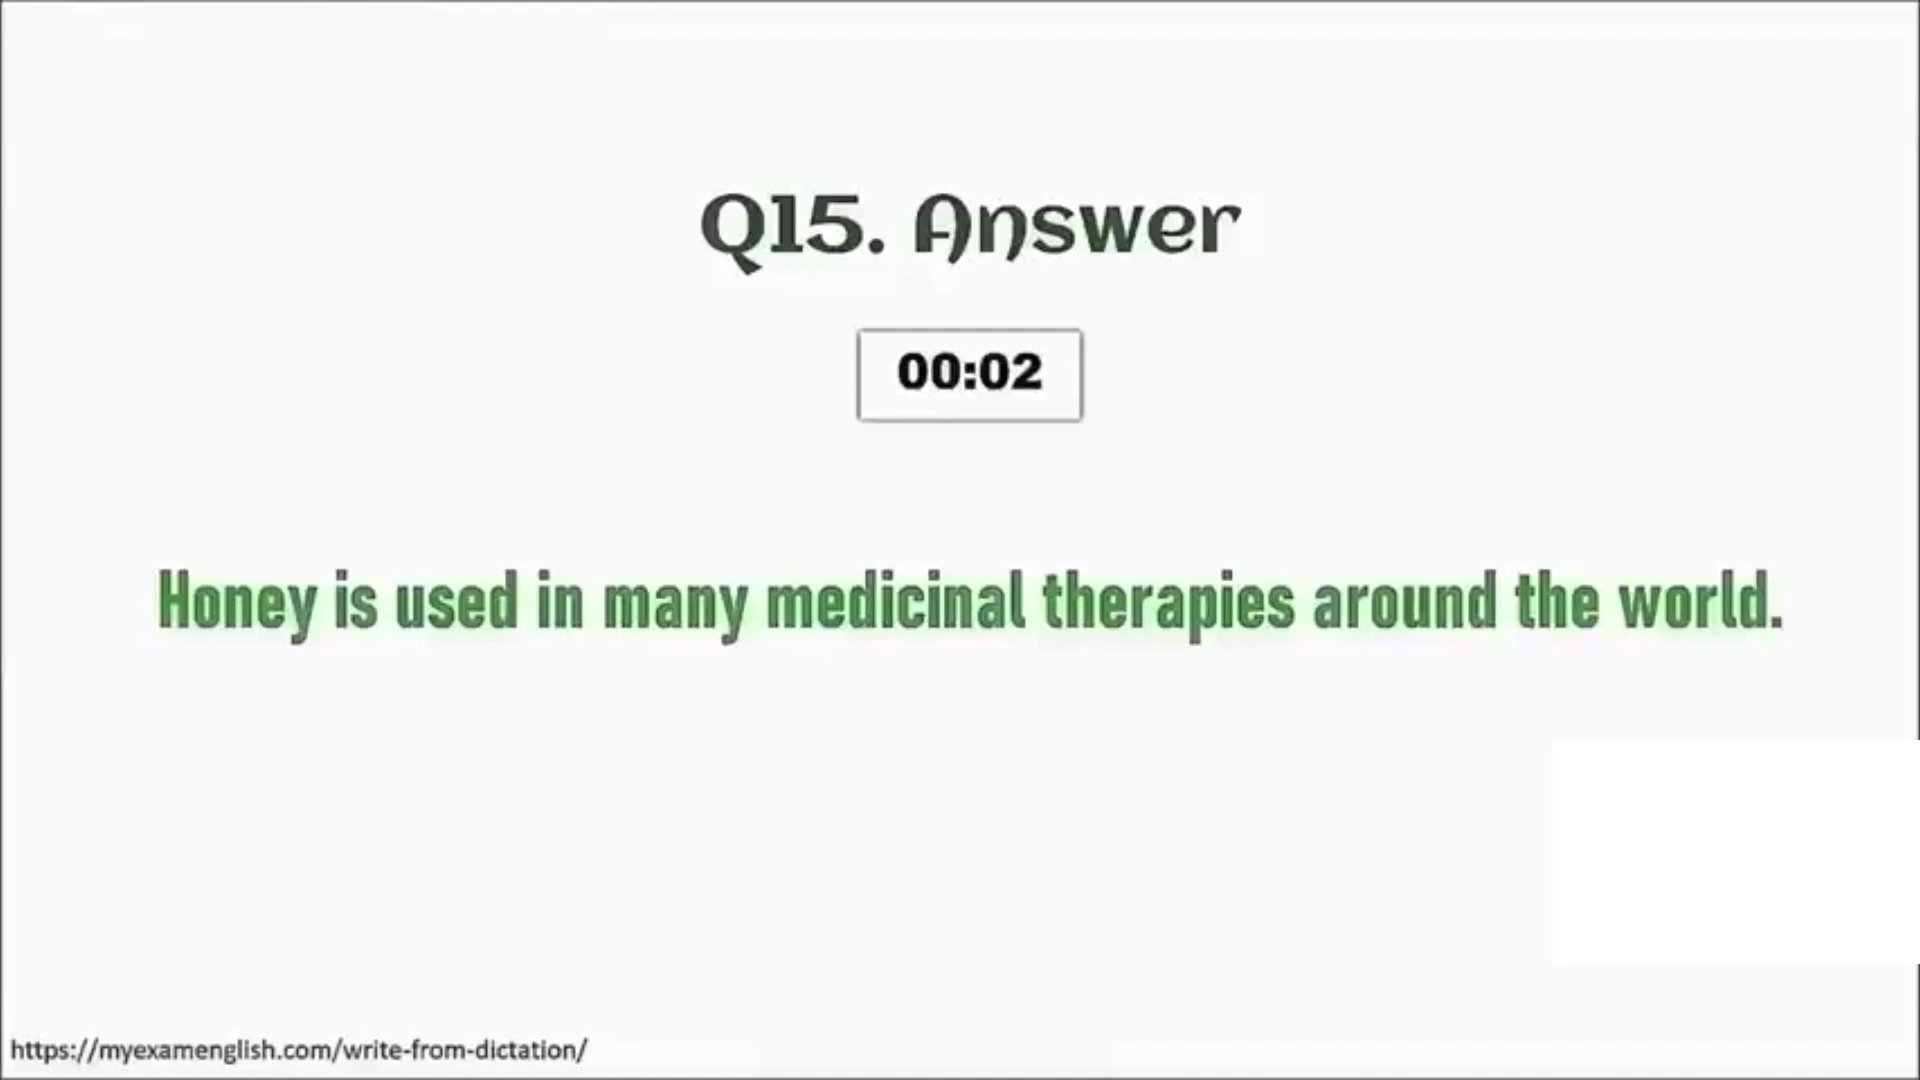 Q15. Answer
00:02
Honey is used in many medicinal therapies around the world.
https://myexamenglish.com/write-from-dictation/